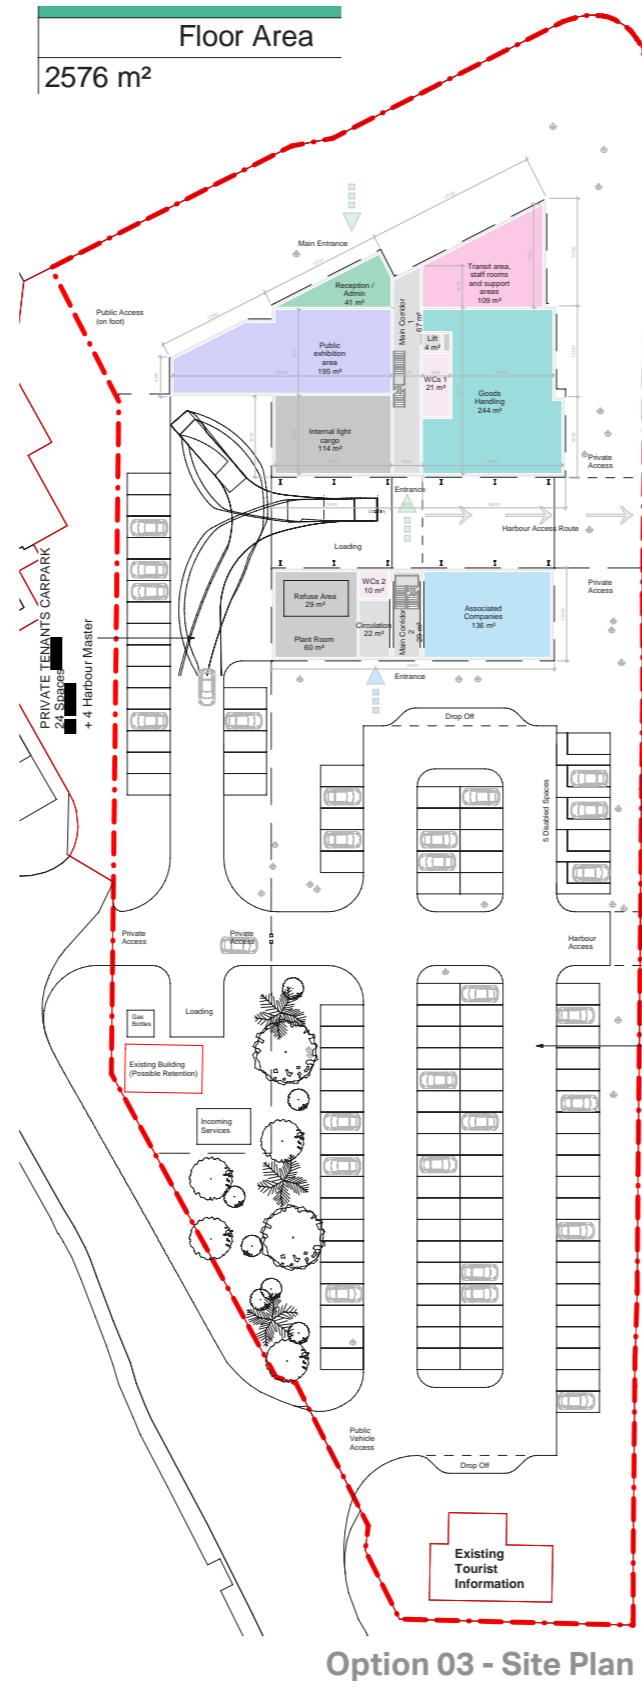 Floor Area
2576 m²
Main Entrance
Public Access
(on foot)
Reception /
Admin
41 m²
Transit area,
staff rooms
and support
areas
109 m²
Main Corridor
1
67 m²
Lift
4 m²
Public
exhibition
area
195 m²
WCs 1
21 m²
Goods
Handling
244 m²
Internal light
cargo
114 m²
Private
Access
Entrance
Harbour Access Route
Loading
Private
Access
Refuse Area
29 m²
WCs 2
10 m²
Circulation
22 m²
Main Corridor
2
Plant Room
60 m²
Associated
Companies
136 m²
Entrance
PRIVATE TENANTS CARPARK
24 Spaces
+ 4 Harbour Master
Drop Off
5 Disabled Spaces
Private
Access
Private
Access
Harbour
Access
Gas
Bottles
Loading
Existing Building
(Possible Retention)
Incoming
Services
Public
Vehicle
Access
Drop Off
Existing
Tourist
Information
Option 03 - Site Plan